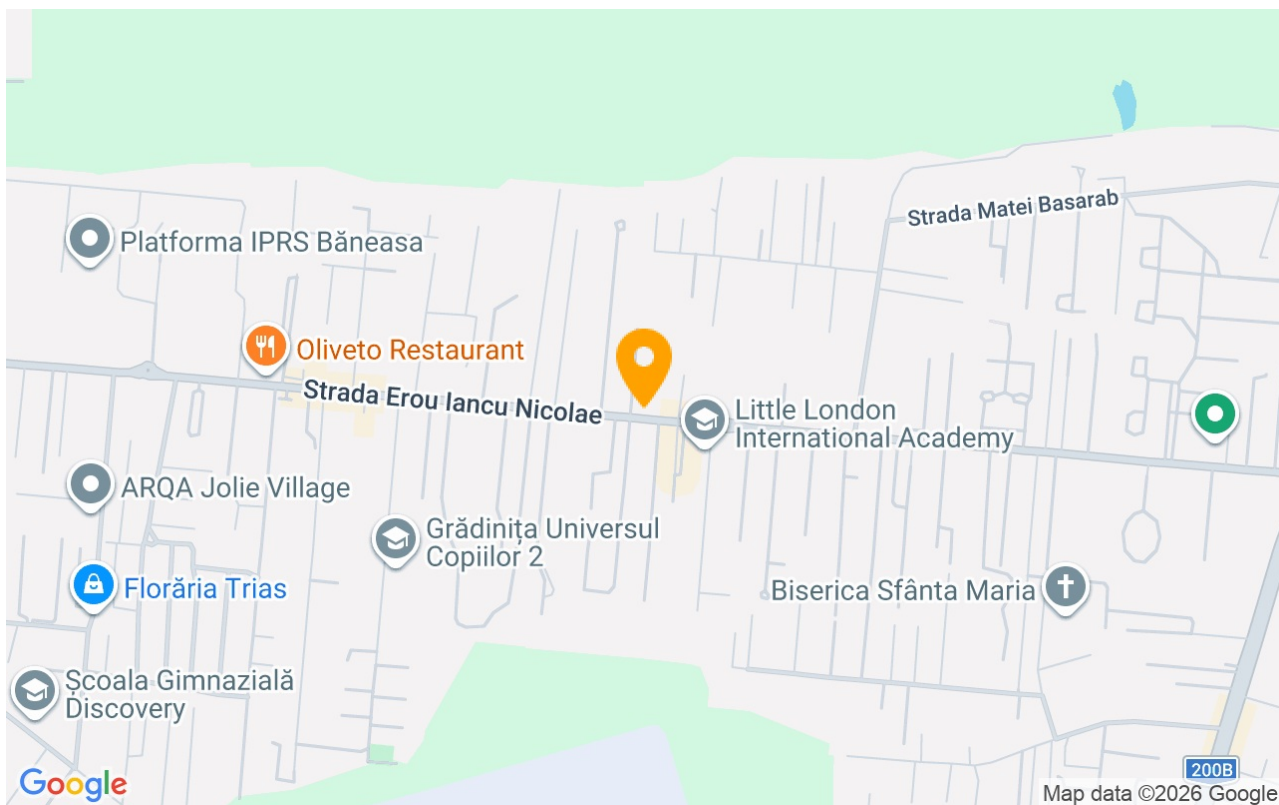 Strada Matei Basarab
Platforma IPRS Băneasa
Oliveto Restaurant
Strada Erou Iancu Nicolae
Little London
International Academy
ARQA Jolie Village
Grădinița Universul
Copiilor 2
Florăria Trias
Biserica Sfânta Maria
Școala Gimnazială
Discovery
200B
Google
Map data ©2026 Google